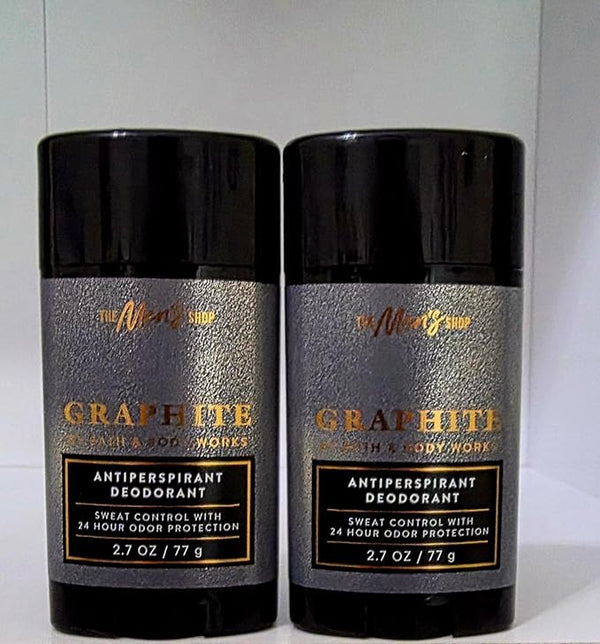 THE Men's SHOP
GRAPHITE
BY BATH & BODY WORKS
ANTIPERSPIRANT
DEODORANT
SWEAT CONTROL WITH
24 HOUR ODOR PROTECTION
2.7 OZ / 77 g
THE Men's SHOP
GRAPHITE
BY BATH & BODY WORKS
ANTIPERSPIRANT
DEODORANT
SWEAT CONTROL WITH
24 HOUR ODOR PROTECTION
2.7 OZ / 77 g